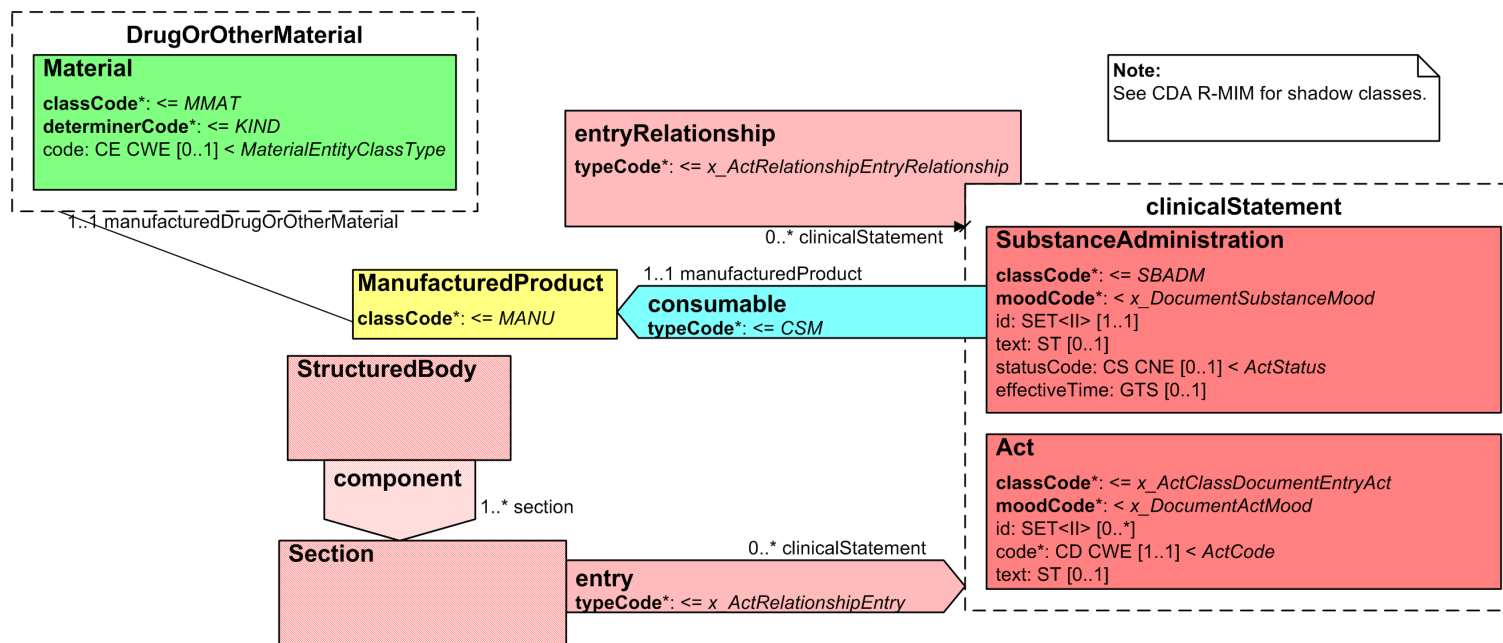 DrugOrOtherMaterial
Material
classCode*: <= MMAT
determinerCode*: <= KIND
code: CE CWE [0..1] < MaterialEntityClassType
1..1 manufacturedDrugOrOtherMaterial
Note:
See CDA R-MIM for shadow classes.
entryRelationship
typeCode*: <= x_ActRelationshipEntryRelationship
0..* clinicalStatement
clinicalStatement
SubstanceAdministration
classCode*: <= SBADM
moodCode*: < x_DocumentSubstanceMood
id: SET<II> [1..1]
text: ST [0..1]
statusCode: CS CNE [0..1] < ActStatus
effectiveTime: GTS [0..1]
1..1 manufacturedProduct
consumable
typeCode*: <= CSM
ManufacturedProduct
classCode*: <= MANU
StructuredBody
component
1..* section
Section
0..* clinicalStatement
entry
typeCode*: <= x_ActRelationshipEntry
Act
classCode*: <= x_ActClassDocumentEntryAct
moodCode*: < x_DocumentActMood
id: SET<II> [0..*]
code*: CD CWE [1..1] < ActCode
text: ST [0..1]